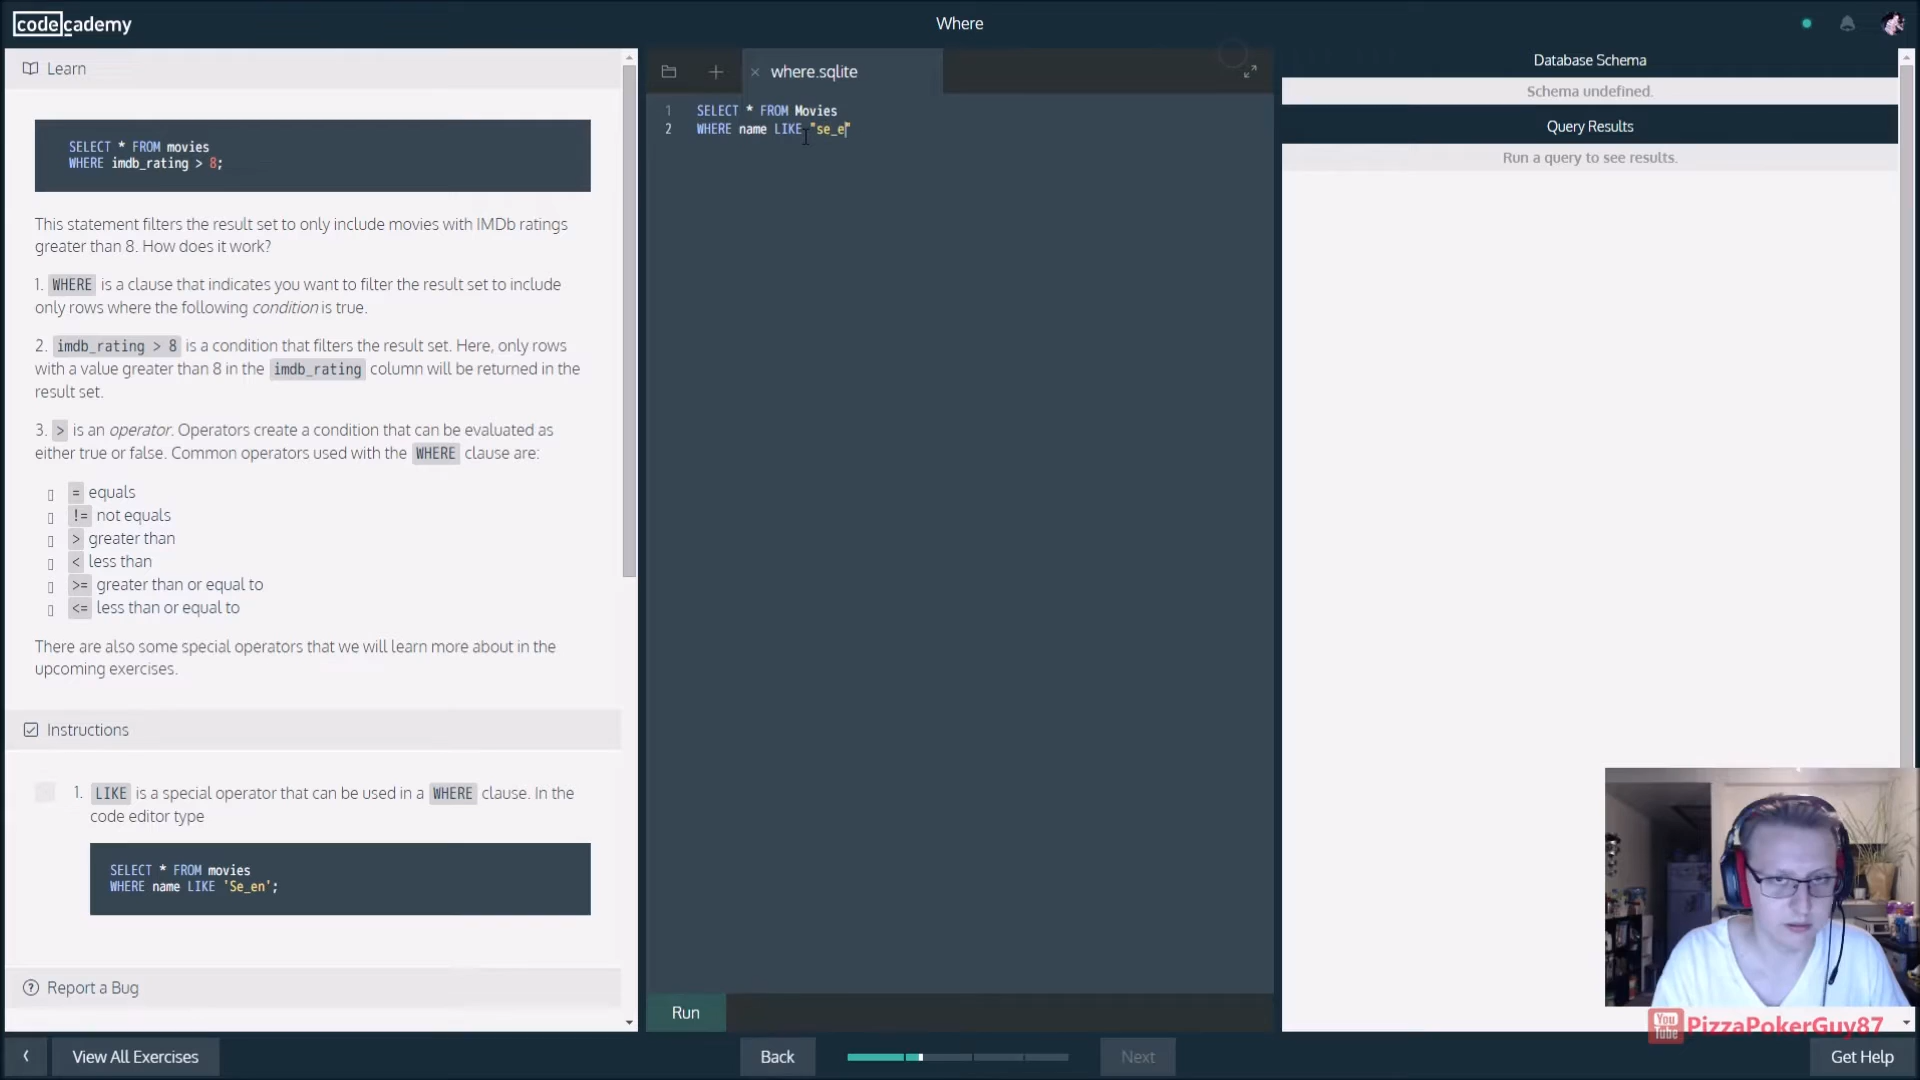 codecademy
Where
Learn
SELECT * FROM movies
WHERE imdb_rating > 8;
This statement filters the result set to only include movies with IMDb ratings
greater than 8. How does it work?
1. WHERE is a clause that indicates you want to filter the result set to include
only rows where the following condition is true.
2. imdb_rating > 8 is a condition that filters the result set. Here, only rows
with a value greater than 8 in the imdb_rating column will be returned in the
result set.
3. > is an operator. Operators create a condition that can be evaluated as
either true or false. Common operators used with the WHERE clause are:
= equals
!= not equals
> greater than
< less than
>= greater than or equal to
<= less than or equal to
There are also some special operators that we will learn more about in the
upcoming exercises.
Instructions
1. LIKE is a special operator that can be used in a WHERE clause. In the
code editor type
SELECT * FROM movies
WHERE name LIKE 'Se_en';
Report a Bug
where.sqlite
1 SELECT * FROM Movies
2 WHERE name LIKE "se_e"
Run
Database Schema
Schema undefined.
Query Results
Run a query to see results.
You Tube PizzaPokerGuy87
View All Exercises
Back
Next
Get Help